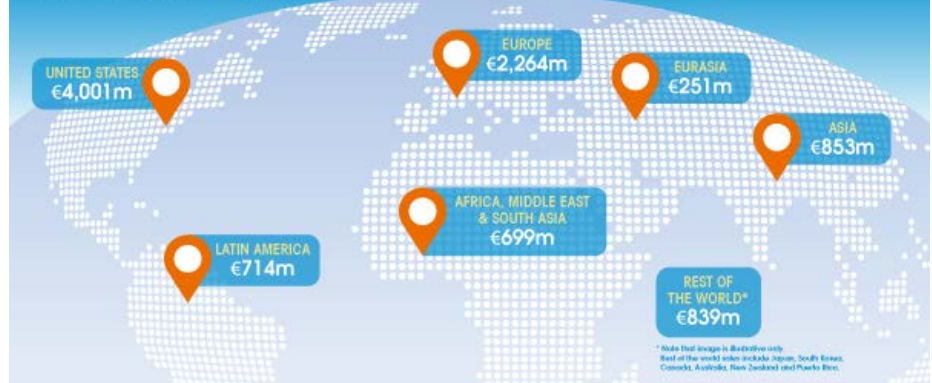 UNITED STATES
€4,001m
EUROPE
€2,264m
EURASIA
€251m
ASIA
€853m
AFRICA, MIDDLE EAST
& SOUTH ASIA
€699m
LATIN AMERICA
€714m
REST OF
THE WORLD*
€839m
* Note that image is illustrative only
Rest of the world sales include Japan, South Korea,
Canada, Australia, New Zealand and Puerto Rico.